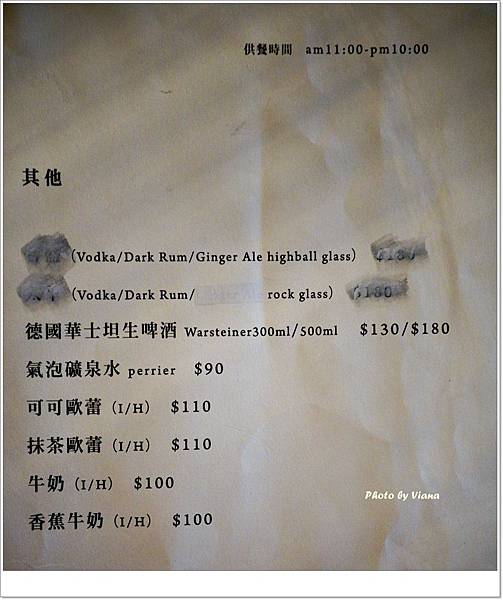 供餐時間 am11:00-pm10:00
其他
(Vodka/Dark Rum/Ginger Ale highball glass) $180
(Vodka/Dark Rum/ rock glass) $180
德國華士坦生啤酒 Warsteiner300ml/500ml $130/$180
氣泡礦泉水 perrier $90
可可歐蕾 (I/H) $110
抹茶歐蕾 (I/H) $110
牛奶 (I/H) $100
香蕉牛奶 (I/H) $100
Photo by Viana